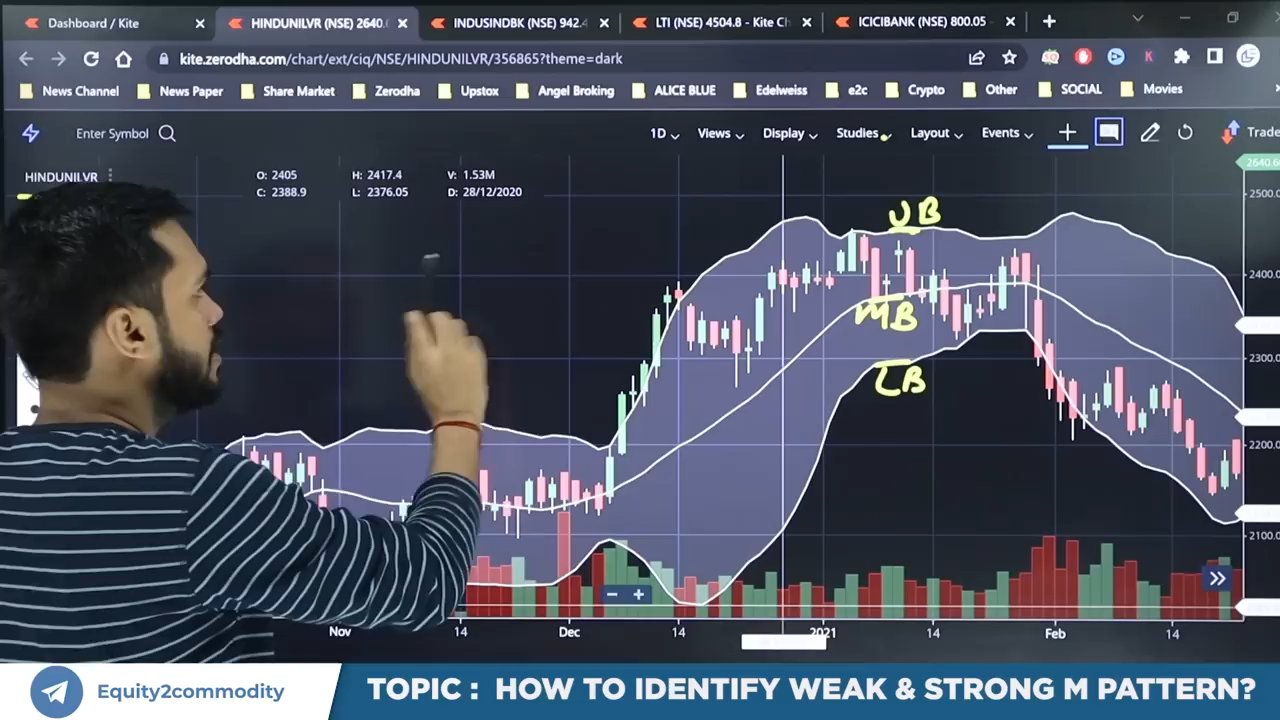 Dashboard / Kite
HINDUNILVR (NSE) 2640.
INDUSINDBK (NSE) 942.4
LTI (NSE) 4504.8 - Kite Ch
ICICIBANK (NSE) 800.05
kite.zerodha.com/chart/ext/ciq/NSE/HINDUNILVR/356865?theme=dark
News Channel
News Paper
Share Market
Zerodha
Upstox
Angel Broking
ALICE BLUE
Edelweiss
e2c
Crypto
Other
SOCIAL
Movies
Enter Symbol
1D
Views
Display
Studies
Layout
Events
Trade
HINDUNILVR
O: 2405
H: 2417.4
V: 1.53M
C: 2388.9
L: 2376.05
D: 28/12/2020
2640.6
2500.
2400.
2300.0
2200.0
2100.0
UB
MB
LB
Nov
14
Dec
14
2021
14
Feb
14
Equity2commodity
TOPIC : HOW TO IDENTIFY WEAK & STRONG M PATTERN?